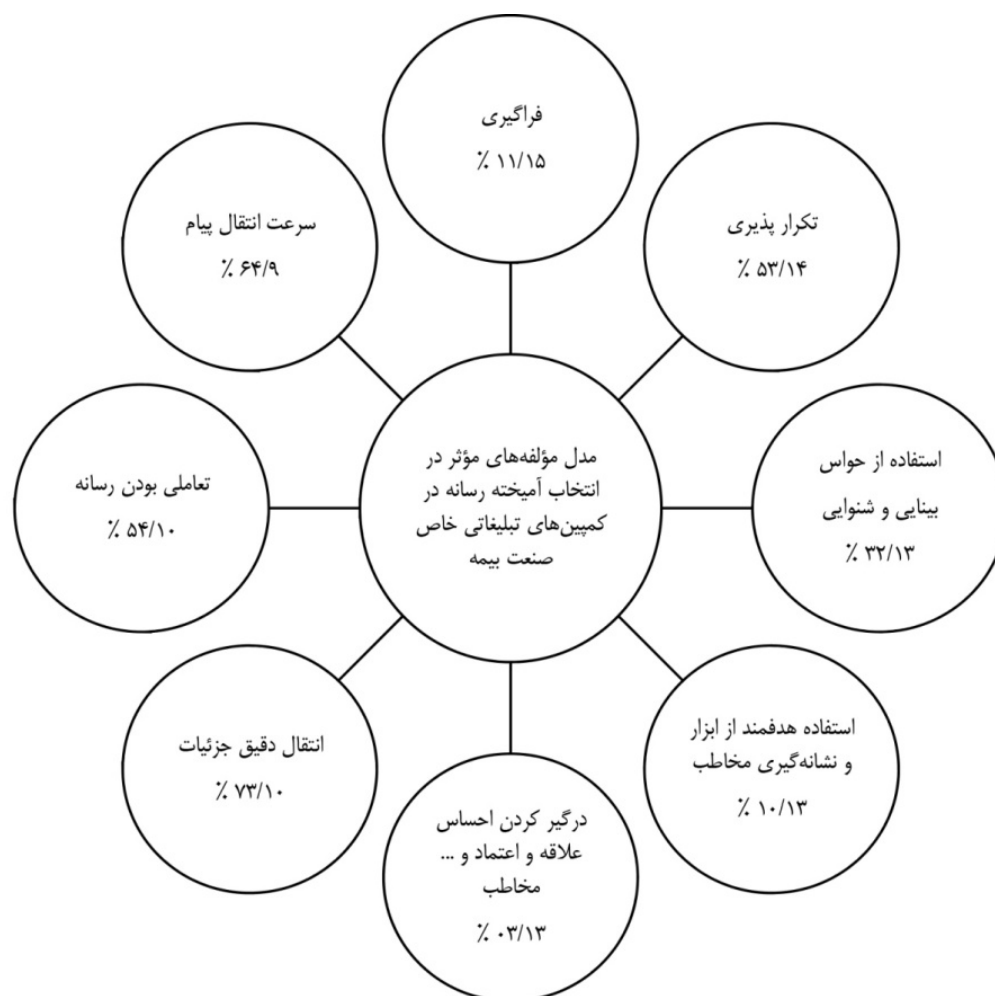 فراگیری
٪ ۱۱/۱۵
تکرار پذیری
٪ ۵۳/۱۴
استفاده از حواس
بینایی و شنوایی
٪ ۳۲/۱۳
استفاده هدفمند از ابزار
و نشانه‌گیری مخاطب
٪ ۱۰/۱۳
درگیر کردن احساس
علاقه و اعتماد و ...
مخاطب
٪ ۰۳/۱۳
انتقال دقیق جزئیات
٪ ۷۳/۱۰
تعاملی بودن رسانه
٪ ۵۴/۱۰
سرعت انتقال پیام
٪ ۶۴/۹
مدل مؤلفه‌های مؤثر در
انتخاب آمیخته رسانه در
کمپین‌های تبلیغاتی خاص
صنعت بیمه